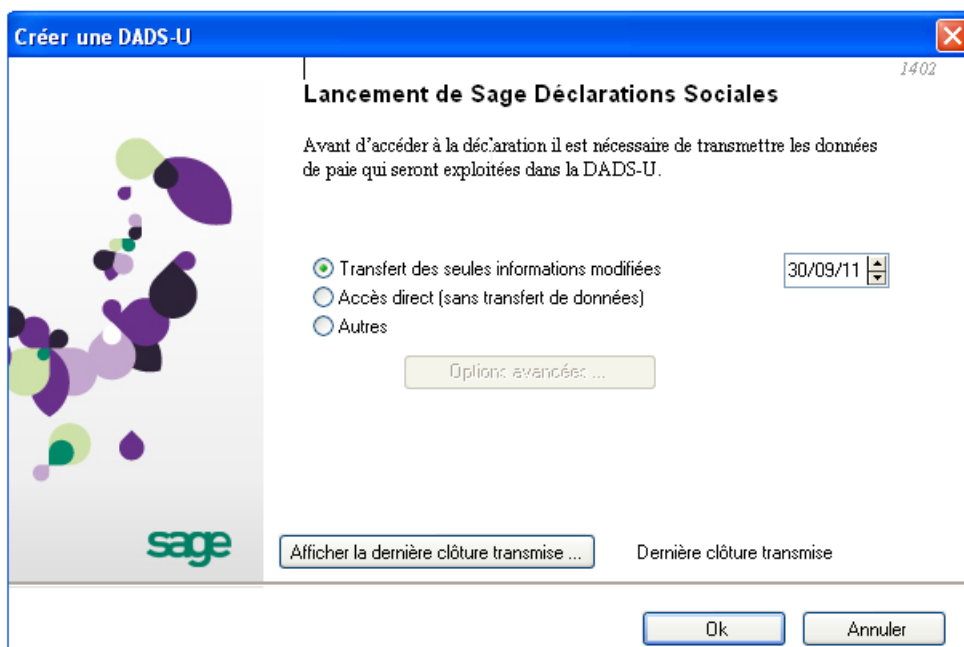 Créer une DADS-U
1402
Lancement de Sage Déclarations Sociales
Avant d'accéder à la déclaration il est nécessaire de transmettre les données
de paie qui seront exploitées dans la DADS-U.
Transfert des seules informations modifiées
30/09/11
Accès direct (sans transfert de données)
Autres
Options avancées ...
sage
Afficher la dernière clôture transmise ...
Dernière clôture transmise
Ok
Annuler